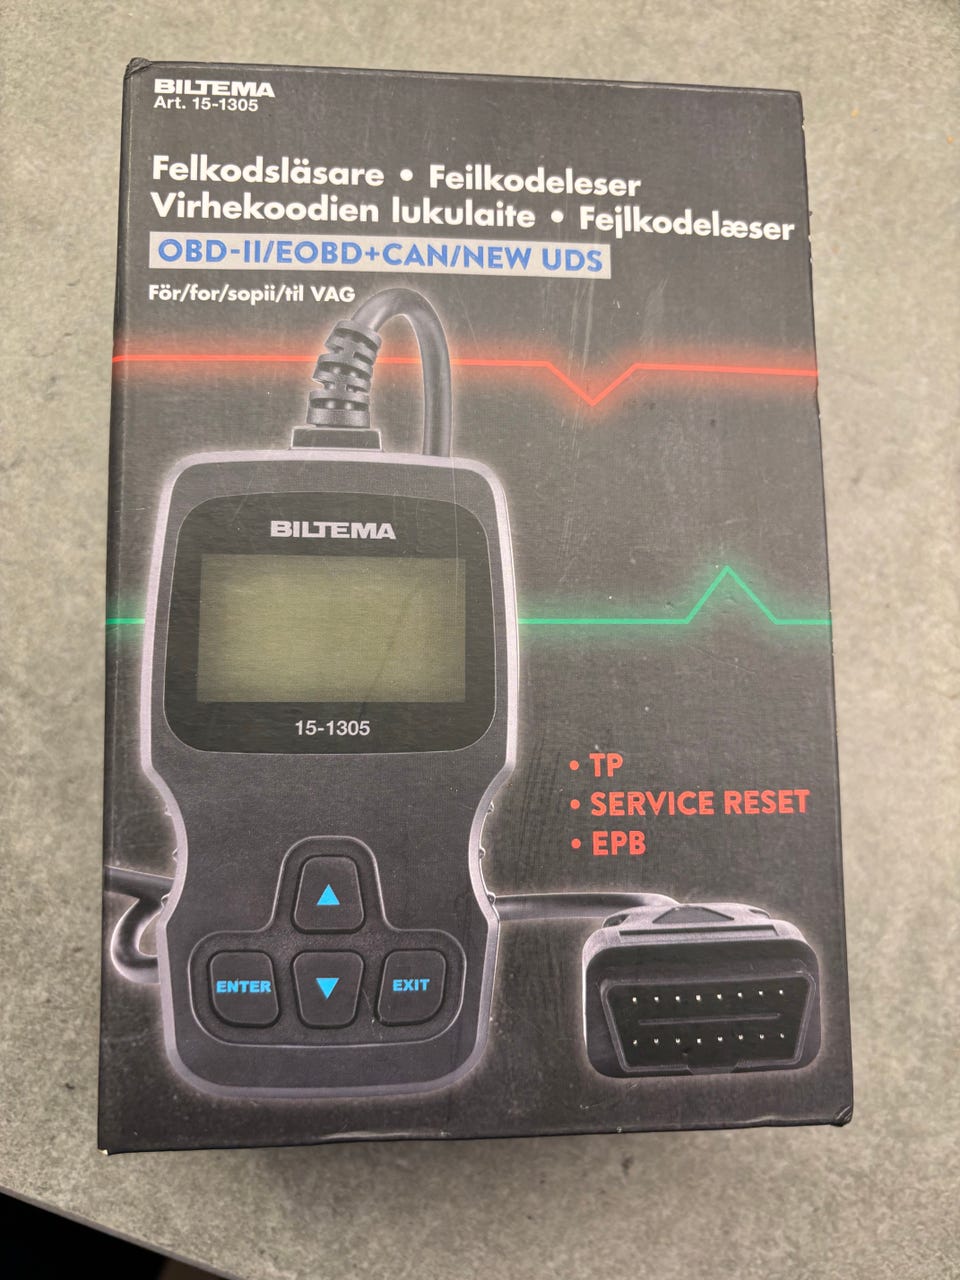 BILTEMA
Art. 15-1305
Felkodsläsare • Feilkodeleser
Virhekoodien lukulaite • Fejlkodelæser
OBD-II/EOBD+CAN/NEW UDS
För/for/sopii/til VAG
BILTEMA
15-1305
• TP
• SERVICE RESET
• EPB
ENTER
EXIT